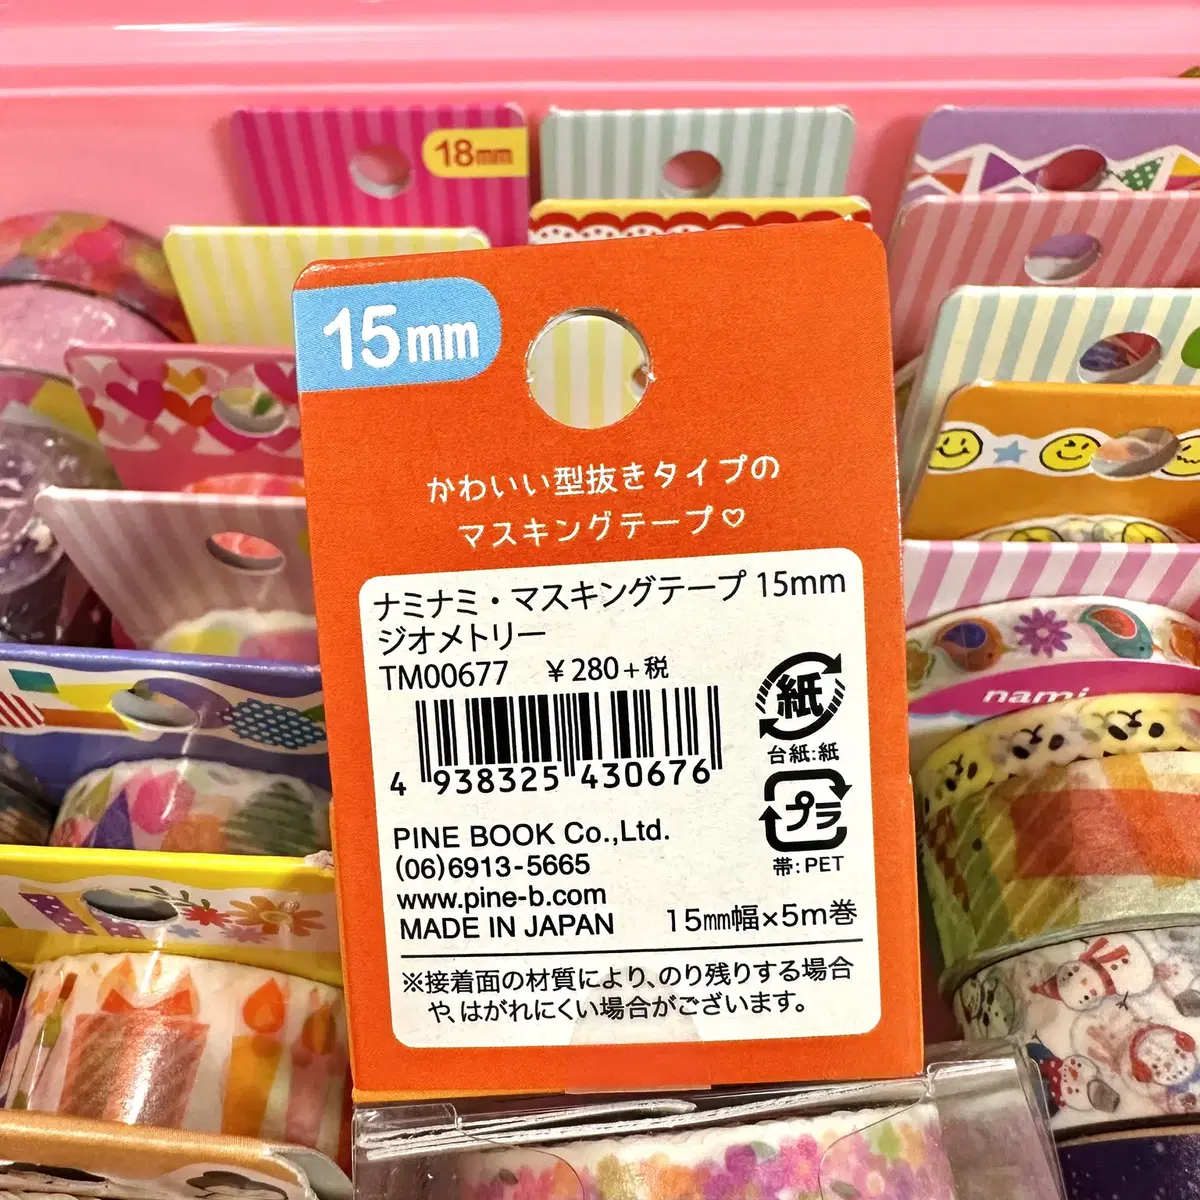 18mm
15mm
かわいい型抜きタイプの
マスキングテープ♡
ナミナミ・マスキングテープ 15mm
ジオメトリー
TM00677 ¥280+税
紙
台紙:紙
4 938325 430676
プラ
帯:PET
PINE BOOK Co.,Ltd.
(06)6913-5665
www.pine-b.com
MADE IN JAPAN 15mm幅×5m巻
※接着面の材質により、のり残りする場合
や、はがれにくい場合がございます。
nami